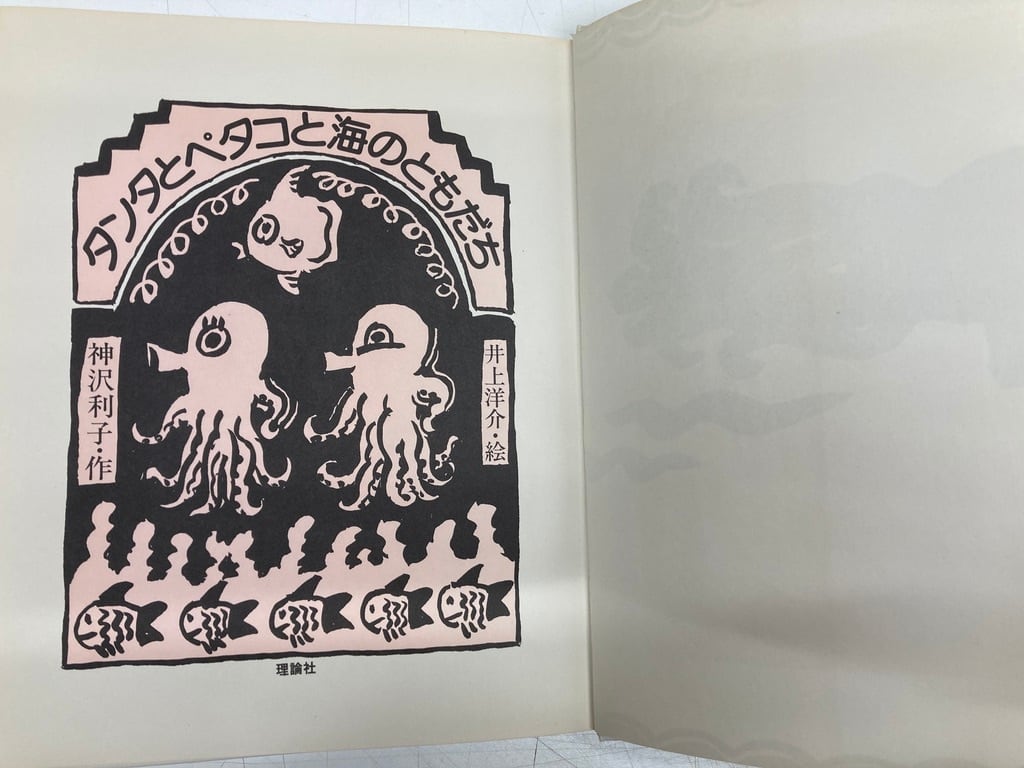 タンタとペタコと海のともだち
神沢利子・作
井上洋介・絵
理論社